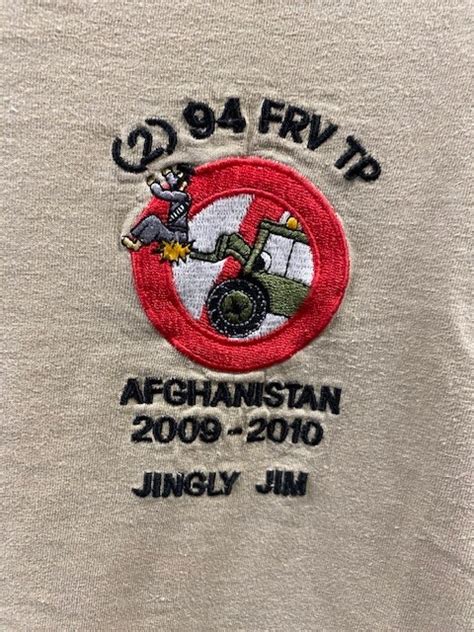 (2) 94 FRV TP
AFGHANISTAN
2009-2010
JINGLY JIM